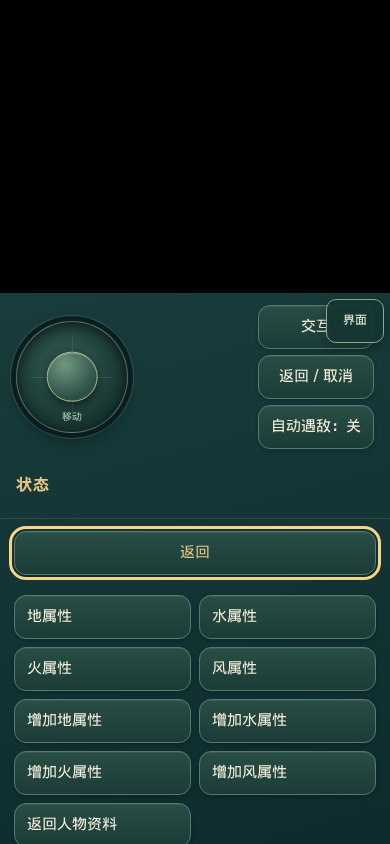 交互
界面
返回 / 取消
移动
自动遇敌：关
状态
返回
地属性
水属性
火属性
风属性
增加地属性
增加水属性
增加火属性
增加风属性
返回人物资料